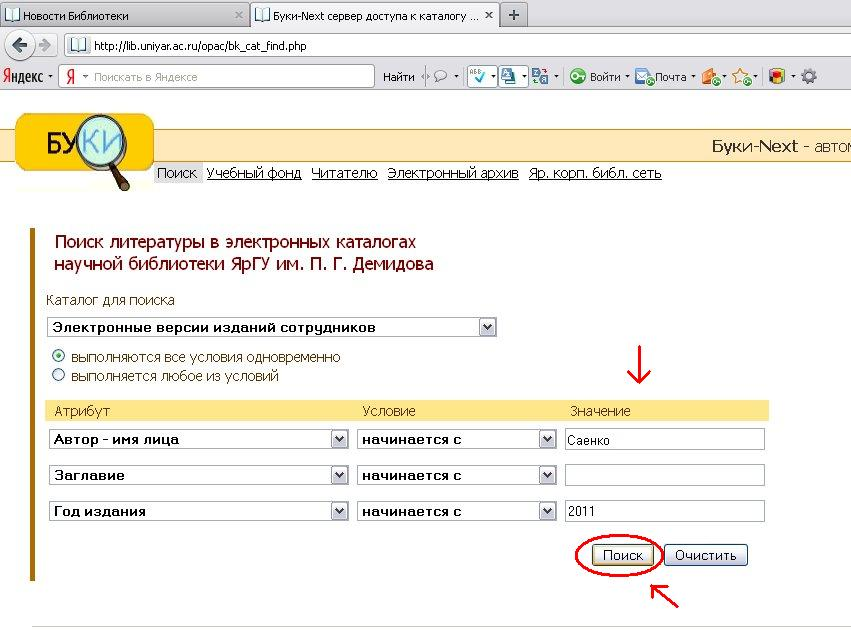 Новости Библиотеки
Буки-Next сервер доступа к каталогу ...
http://lib.uniyar.ac.ru/opac/bk_cat_find.php
Яндекс Я Поискать в Яндексе Найти ABC Войти Почта
БУКИ
Буки-Next - автом
Поиск Учебный фонд Читателю Электронный архив Яр. корп. библ. сеть
Поиск литературы в электронных каталогах
научной библиотеки ЯрГУ им. П. Г. Демидова
Каталог для поиска
Электронные версии изданий сотрудников
выполняются все условия одновременно
выполняется любое из условий
Атрибут Условие Значение
Автор - имя лица начинается с Саенко
Заглавие начинается с
Год издания начинается с 2011
Поиск Очистить